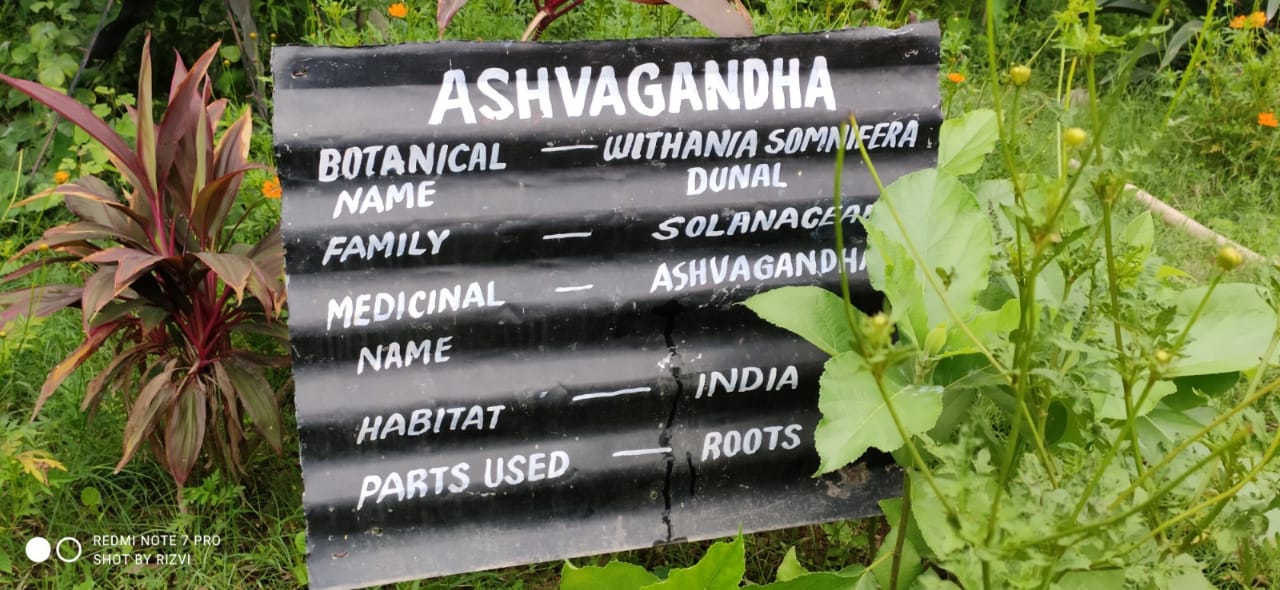 ASHVAGANDHA
BOTANICAL — WITHANIA SOMNIFERA
NAME DUNAL
FAMILY — SOLANACEAE
MEDICINAL — ASHVAGANDHA
NAME
HABITAT — INDIA
PARTS USED — ROOTS
REDMI NOTE 7 PRO
SHOT BY RIZVI